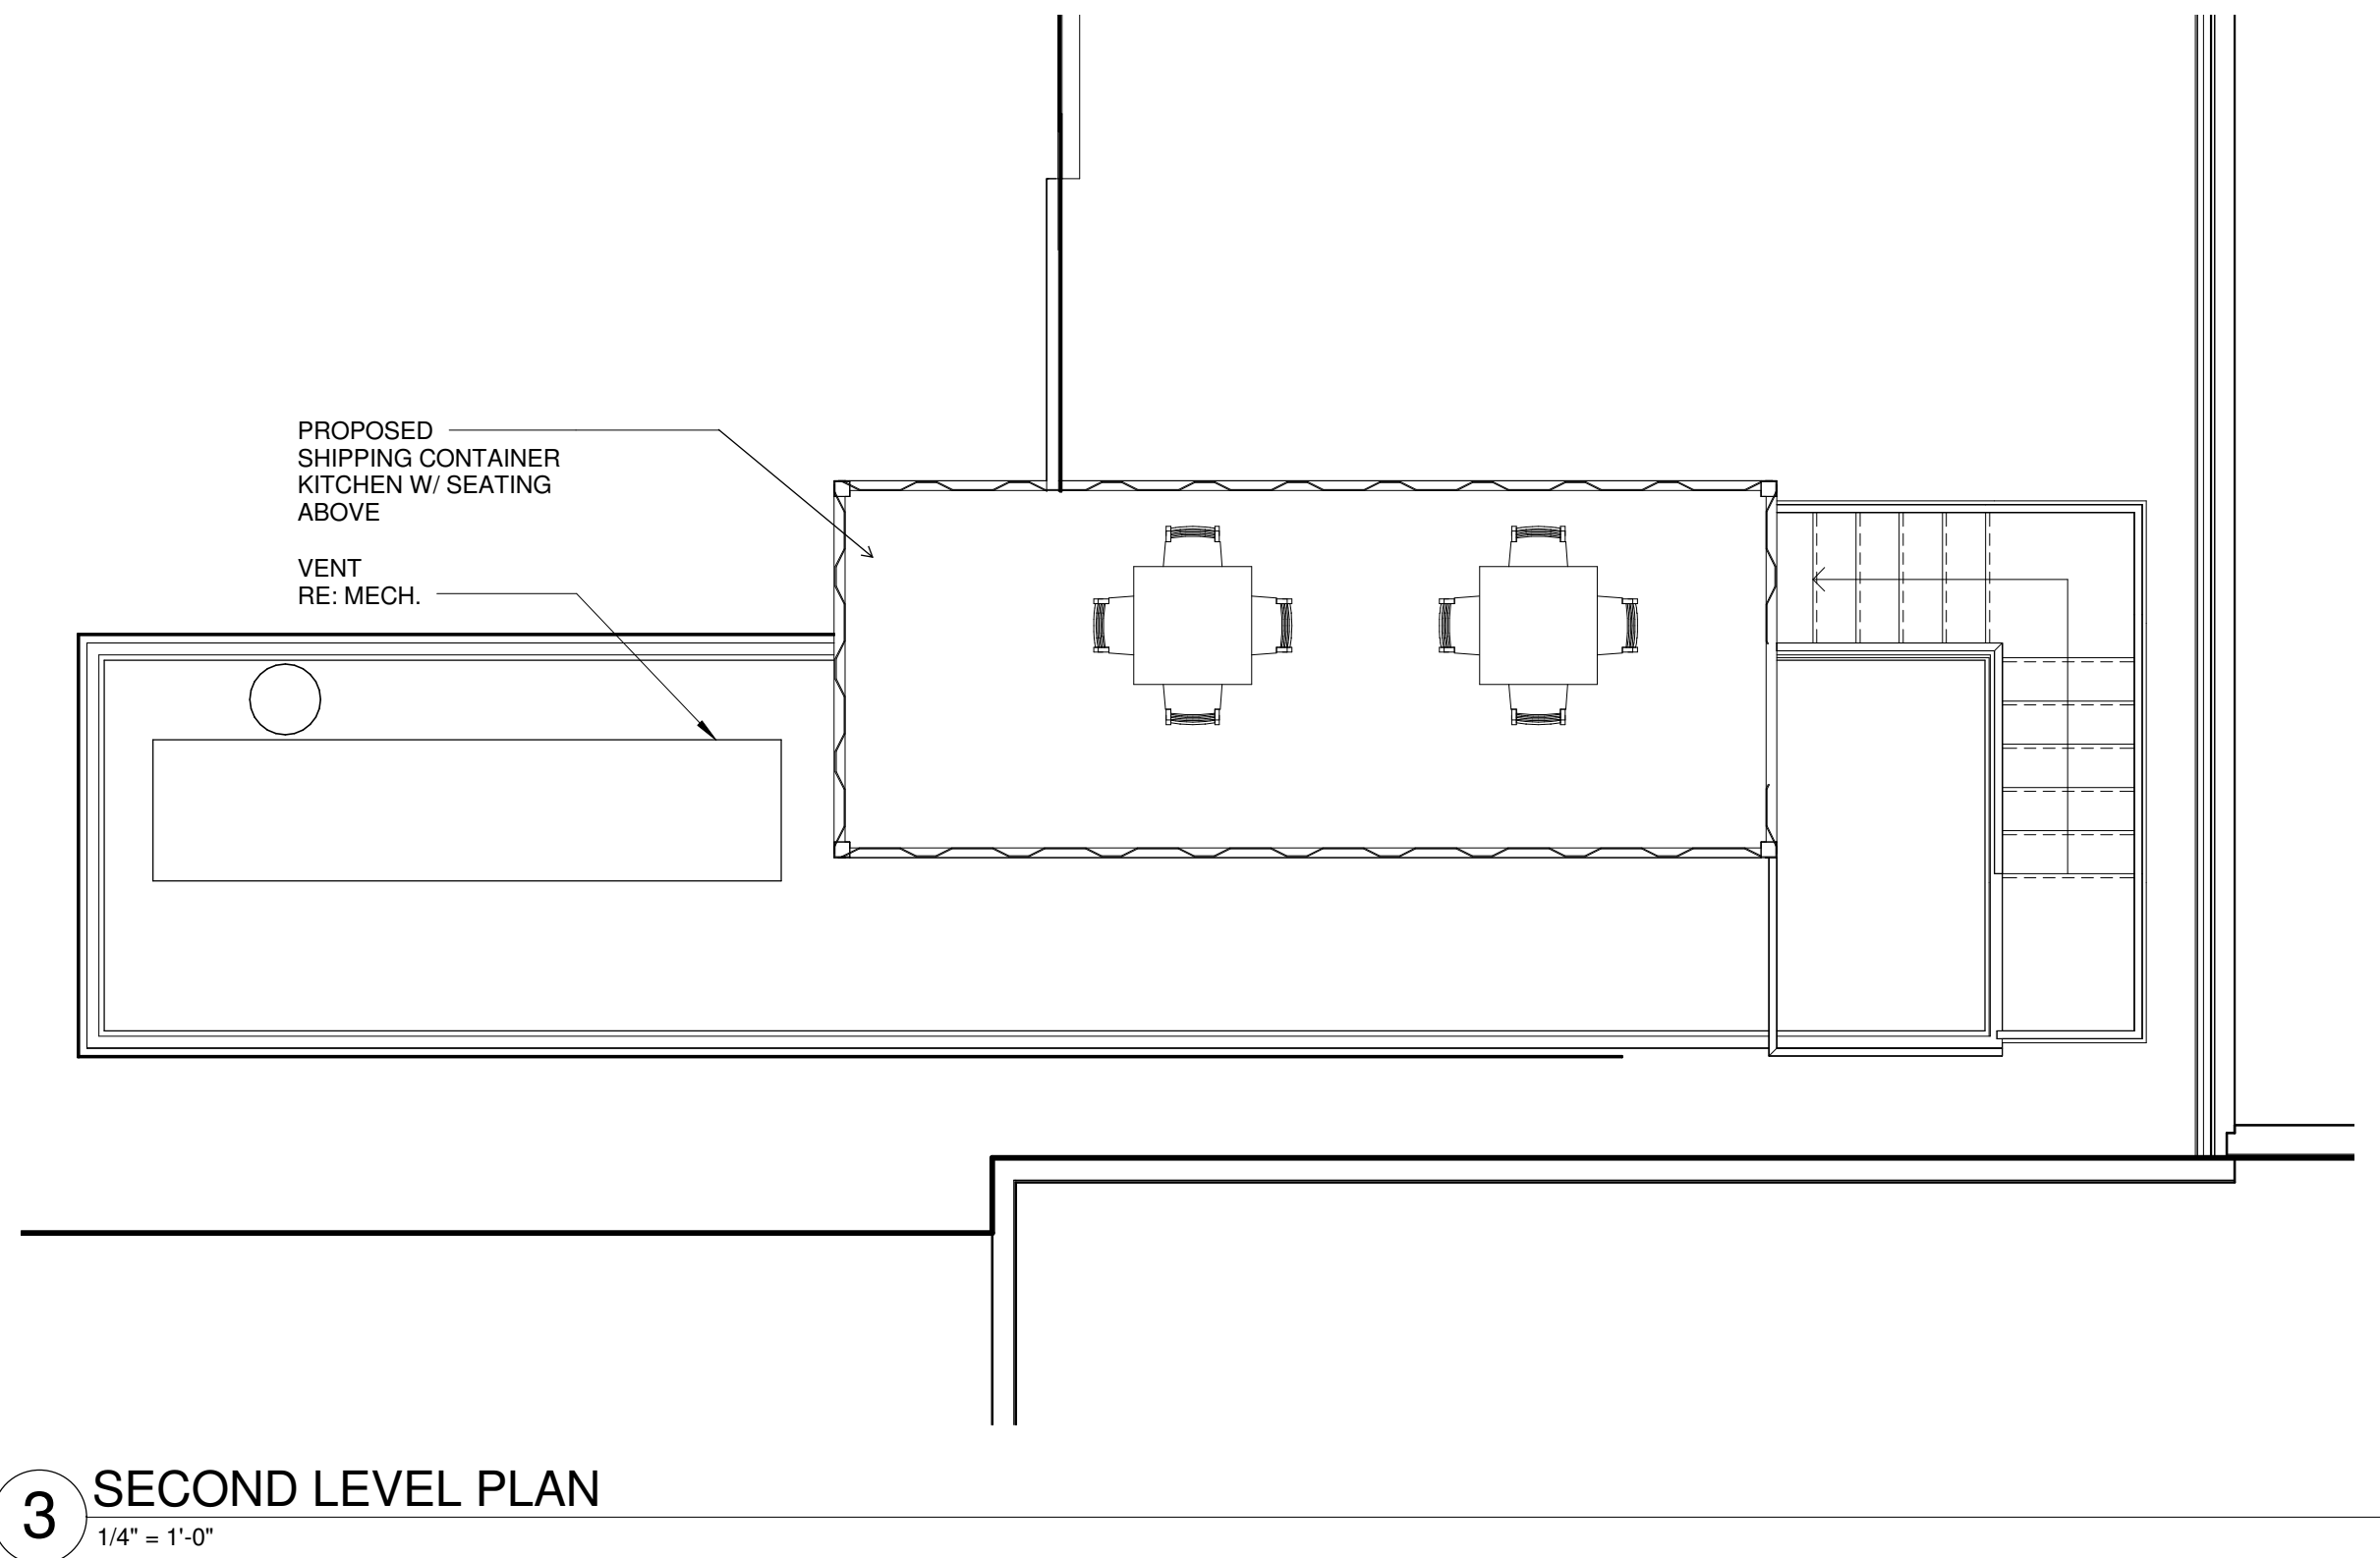 PROPOSED
SHIPPING CONTAINER
KITCHEN W/ SEATING
ABOVE
VENT
RE: MECH.
3
SECOND LEVEL PLAN
1/4" = 1'-0"